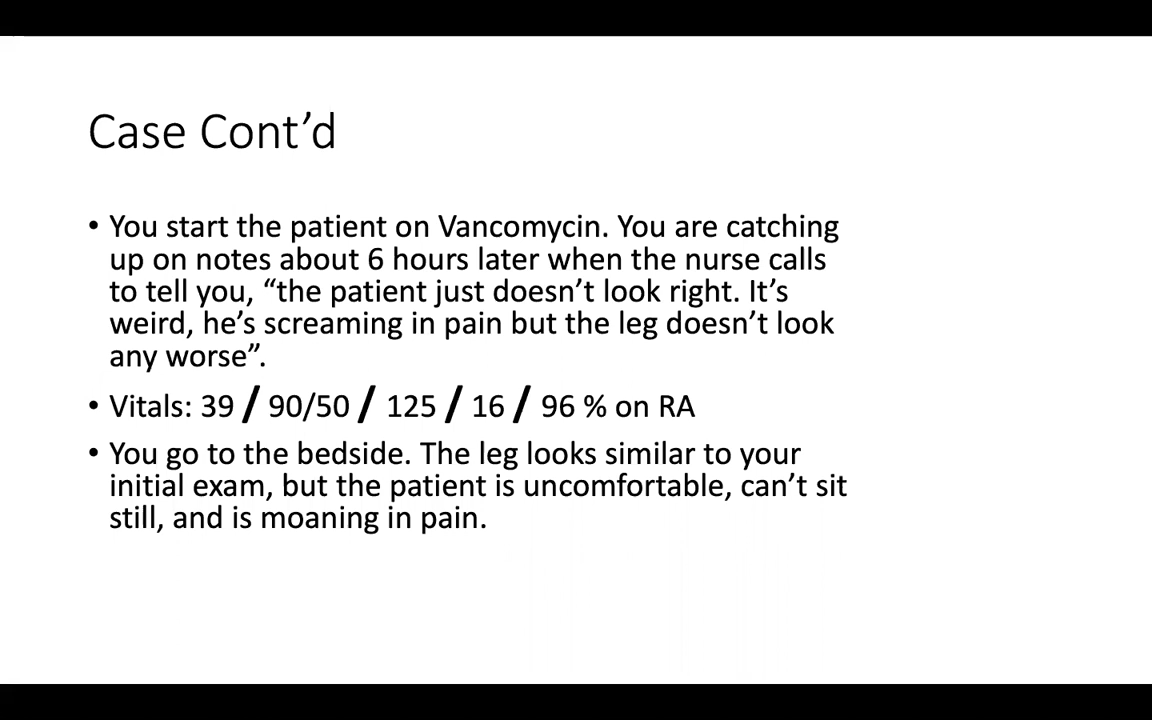 Case Cont’d
• You start the patient on Vancomycin. You are catching
up on notes about 6 hours later when the nurse calls
to tell you, “the patient just doesn’t look right. It’s
weird, he’s screaming in pain but the leg doesn’t look
any worse”.
• Vitals: 39 / 90/50 / 125 / 16 / 96 % on RA
• You go to the bedside. The leg looks similar to your
initial exam, but the patient is uncomfortable, can’t sit
still, and is moaning in pain.